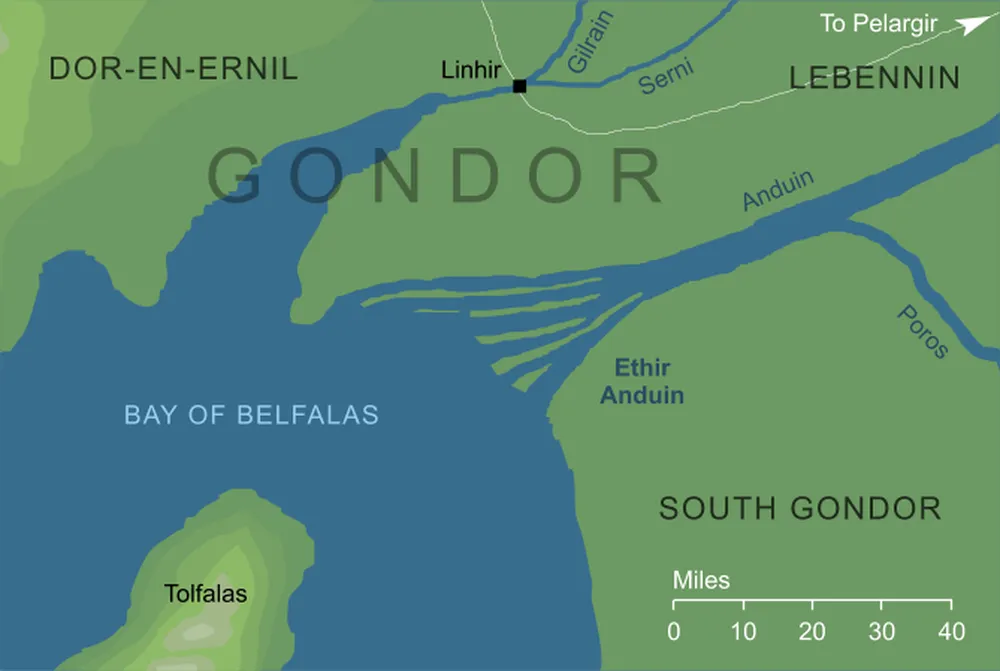 To Pelargir
DOR-EN-ERNIL
Linhir
Gilrain
Serni
LEBENNIN
GONDOR
Anduin
Poros
Ethir
Anduin
BAY OF BELFALAS
SOUTH GONDOR
Tolfalas
Miles
0 10 20 30 40